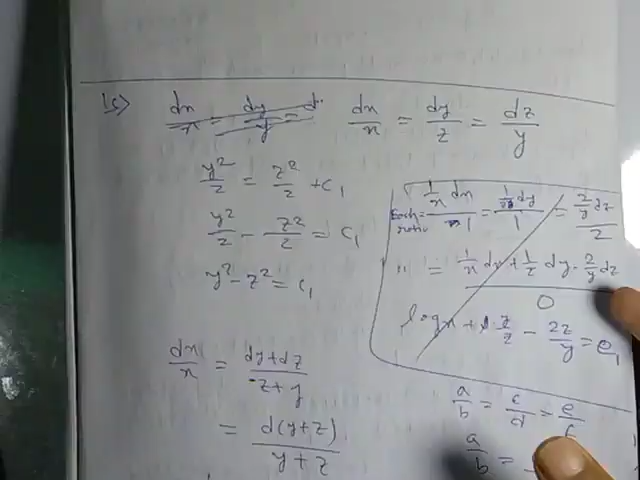 15) dx/x = dy/y = d   dx/x = dy/z = dz/y
y²/2 = z²/2 + c₁
y²/2 - z²/2 = c₁
y² - z² = c₁
Each ratio = 1/x dx / 1 = 1/z dy / 1 = 2/y dz / 2
" = 1/x dx + 1/z dy - 2/y dz / 0
log x + y/z - 2z/y = c₁
dx/x = dy+dz / z+y
= d(y+z) / y+z
a/b = c/d = e/f
a/b =